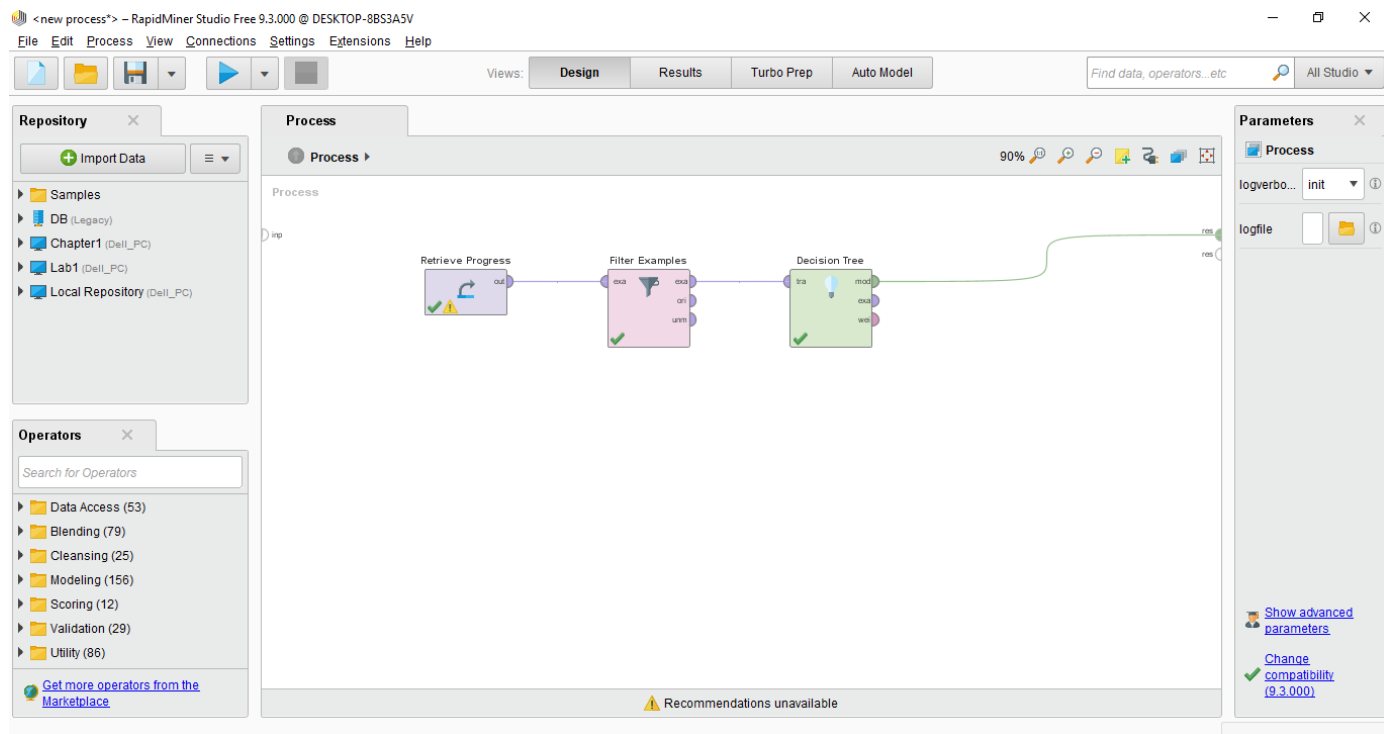 <new process*> – RapidMiner Studio Free 9.3.000 @ DESKTOP-8BS3A5V
File Edit Process View Connections Settings Extensions Help
Views: Design Results Turbo Prep Auto Model Find data, operators...etc All Studio
Repository
Import Data
Samples
DB (Legacy)
Chapter1 (Dell_PC)
Lab1 (Dell_PC)
Local Repository (Dell_PC)
Operators
Search for Operators
Data Access (53)
Blending (79)
Cleansing (25)
Modeling (156)
Scoring (12)
Validation (29)
Utility (86)
Get more operators from the
Marketplace
Process
Process
90%
Process
inp
res
res
Retrieve Progress
out
Filter Examples
exa exa
ori
unm
Decision Tree
tra mod
exa
wei
Recommendations unavailable
Parameters
Process
logverbo... init
logfile
Show advanced
parameters
Change
compatibility
(9.3.000)